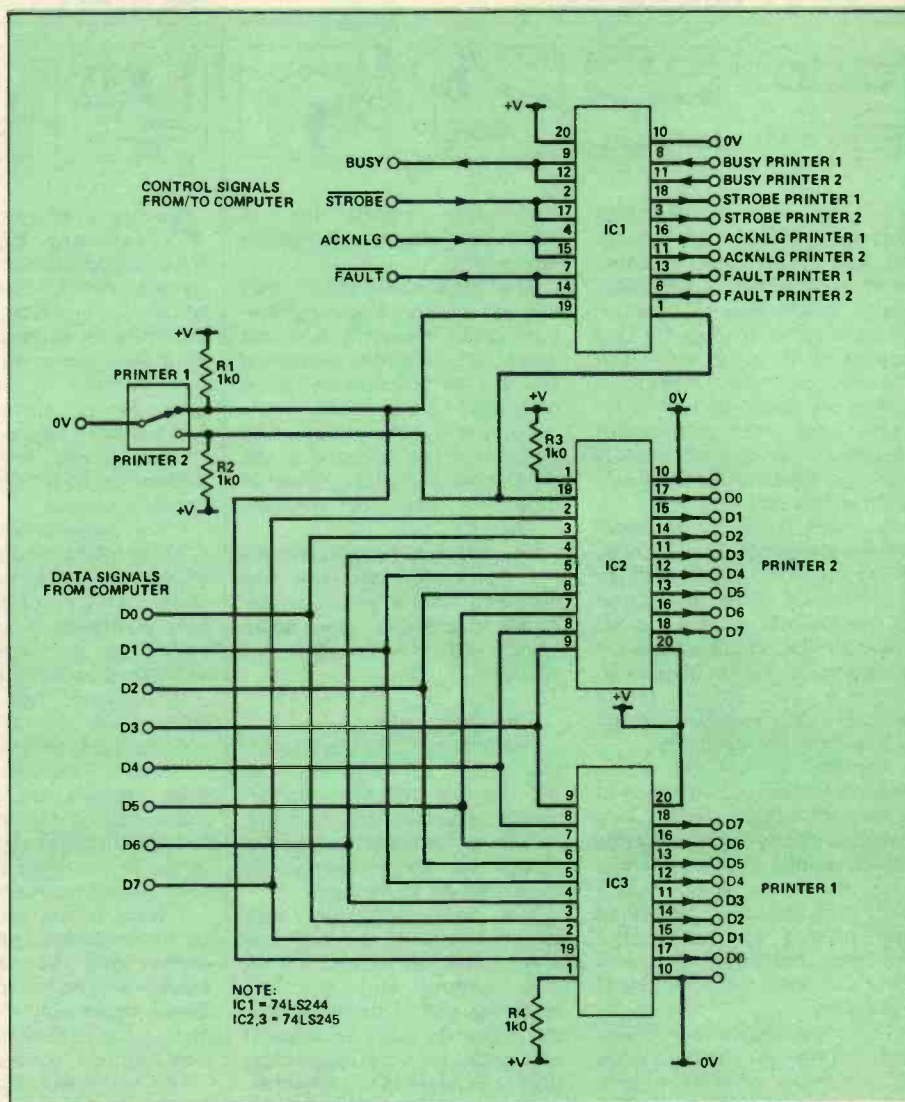 +V
20
10
0V
BUSY
9
8
BUSY PRINTER 1
12
11
BUSY PRINTER 2
CONTROL SIGNALS
FROM/TO COMPUTER
STROBE
2
18
STROBE PRINTER 1
17
3
STROBE PRINTER 2
IC1
ACKNLG
4
16
ACKNLG PRINTER 1
15
11
ACKNLG PRINTER 2
FAULT
7
13
FAULT PRINTER 1
14
6
FAULT PRINTER 2
19
1
+V
R1
1k0
PRINTER 1
0V
PRINTER 2
R2
1k0
+V
+V
R3
1k0
0V
1
10
19
17
D0
2
15
D1
3
14
D2
4
11
D3
IC2
5
12
D4
PRINTER 2
6
13
D5
7
16
D6
8
18
D7
9
20
DATA SIGNALS
FROM COMPUTER
D0
D1
D2
D3
D4
D5
D6
D7
+V
9
20
8
18
D7
7
16
D6
6
13
D5
5
12
D4
IC3
PRINTER 1
4
11
D3
3
14
D2
2
15
D1
19
17
D0
1
10
R4
1k0
+V
0V
NOTE:
IC1 = 74LS244
IC2,3 = 74LS245